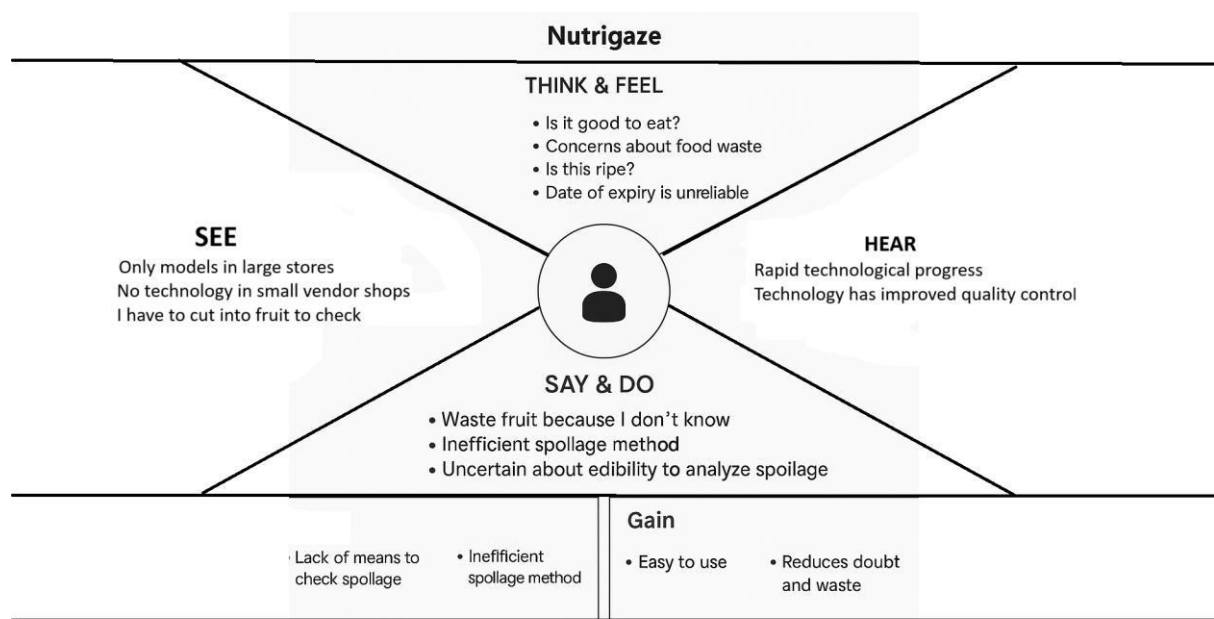 Nutrigaze
THINK & FEEL
• Is it good to eat?
• Concerns about food waste
• Is this ripe?
• Date of expiry is unreliable
SEE
Only models in large stores
No technology in small vendor shops
I have to cut into fruit to check
HEAR
Rapid technological progress
Technology has improved quality control
SAY & DO
• Waste fruit because I don't know
• Inefficient spollage method
• Uncertain about edibility to analyze spoilage
• Lack of means to
check spollage
• Inefifficient
spollage method
Gain
• Easy to use
• Reduces doubt
and waste